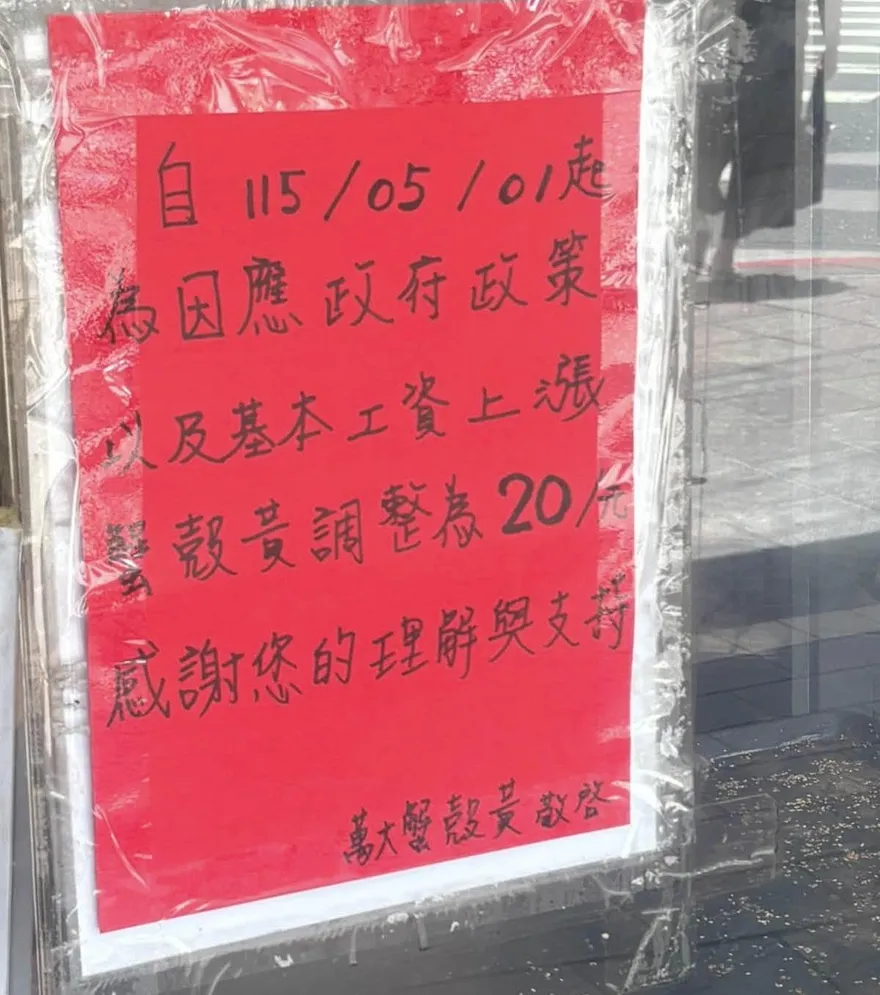 自 115/05/01起
為因應政府政策
以及基本工資上漲
蟹殼黃調整為20/元
感謝您的理解與支持
萬大蟹殼黃 敬啓